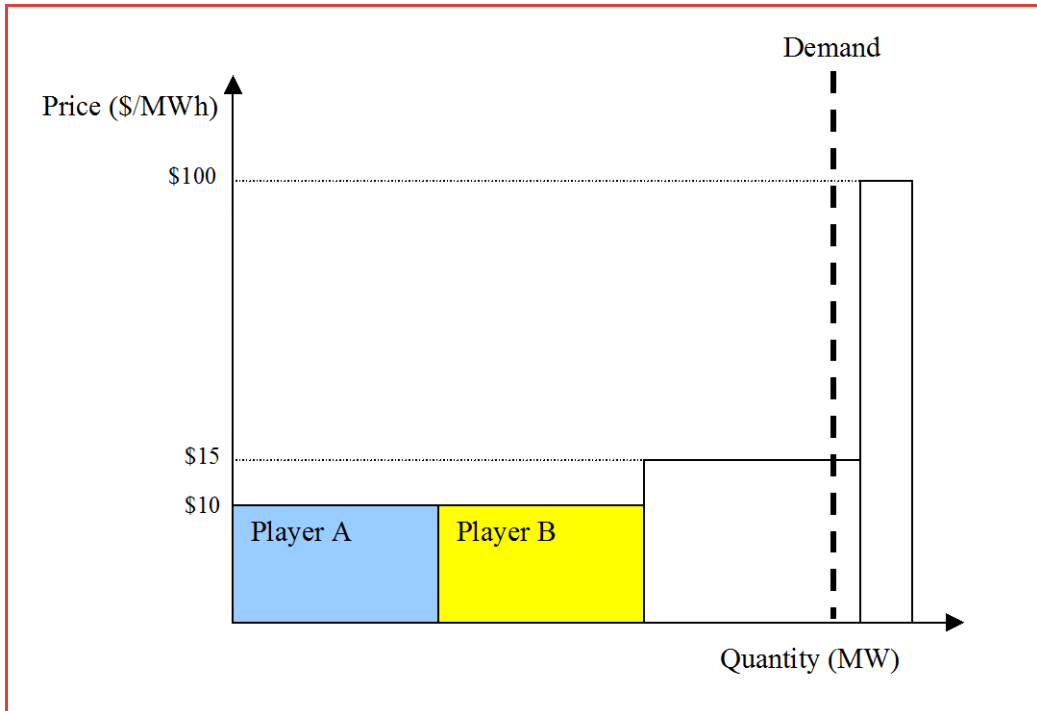 Demand
Price ($/MWh)
$100
$15
$10
Player A
Player B
Quantity (MW)